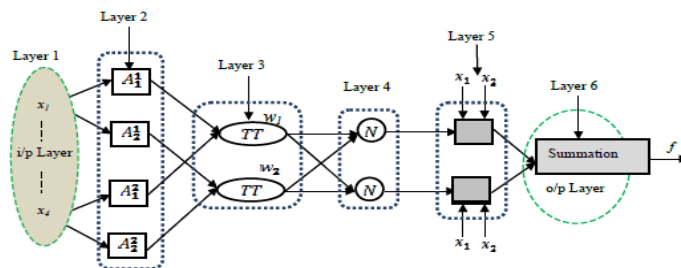 Layer 1
Layer 2
Layer 3
Layer 4
Layer 5
Layer 6
x₁
i/p Layer
x₄
A¹₁
A¹₂
A²₁
A²₂
TT
w₁
TT
w₂
N
N
x₁ x₂
x₁ x₂
Summation
o/p Layer
f